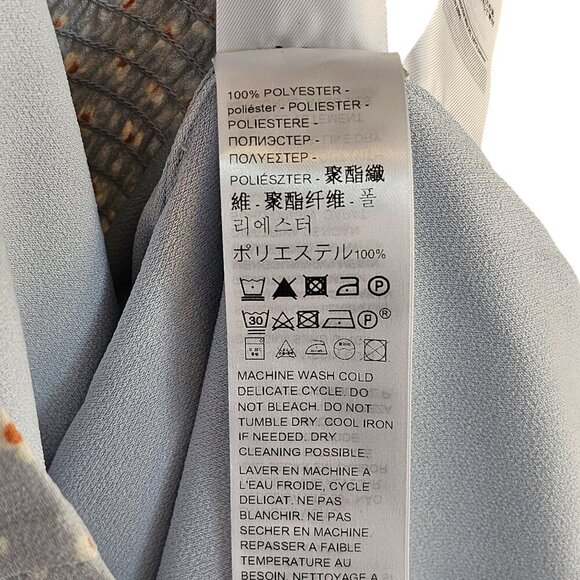 100% POLYESTER -
poliéster - POLIESTER -
POLIESTERE -
ПОЛИЭСТЕР -
ΠΟΛΥΕΣΤΕΡ -
POLIÉSZTER - 聚酯纖
維 - 聚酯纤维 - 폴
리에스터
ポリエステル100%
30 P ®
MACHINE WASH COLD
DELICATE CYCLE. DO
NOT BLEACH. DO NOT
TUMBLE DRY. COOL IRON
IF NEEDED. DRY
CLEANING POSSIBLE.
LAVER EN MACHINE A
L'EAU FROIDE, CYCLE
DELICAT. NE PAS
BLANCHIR. NE PAS
SECHER EN MACHINE.
REPASSER A FAIBLE
TEMPERATURE AU
BESOIN. NETTOYAGE A